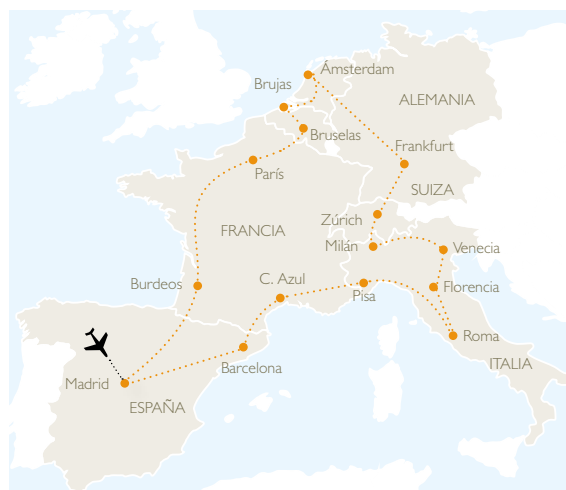 Ámsterdam
Brujas
ALEMANIA
Bruselas
Frankfurt
París
SUIZA
Zúrich
FRANCIA
Milán
Venecia
C. Azul
Burdeos
Florencia
Pisa
Roma
Barcelona
ITALIA
Madrid
ESPAÑA